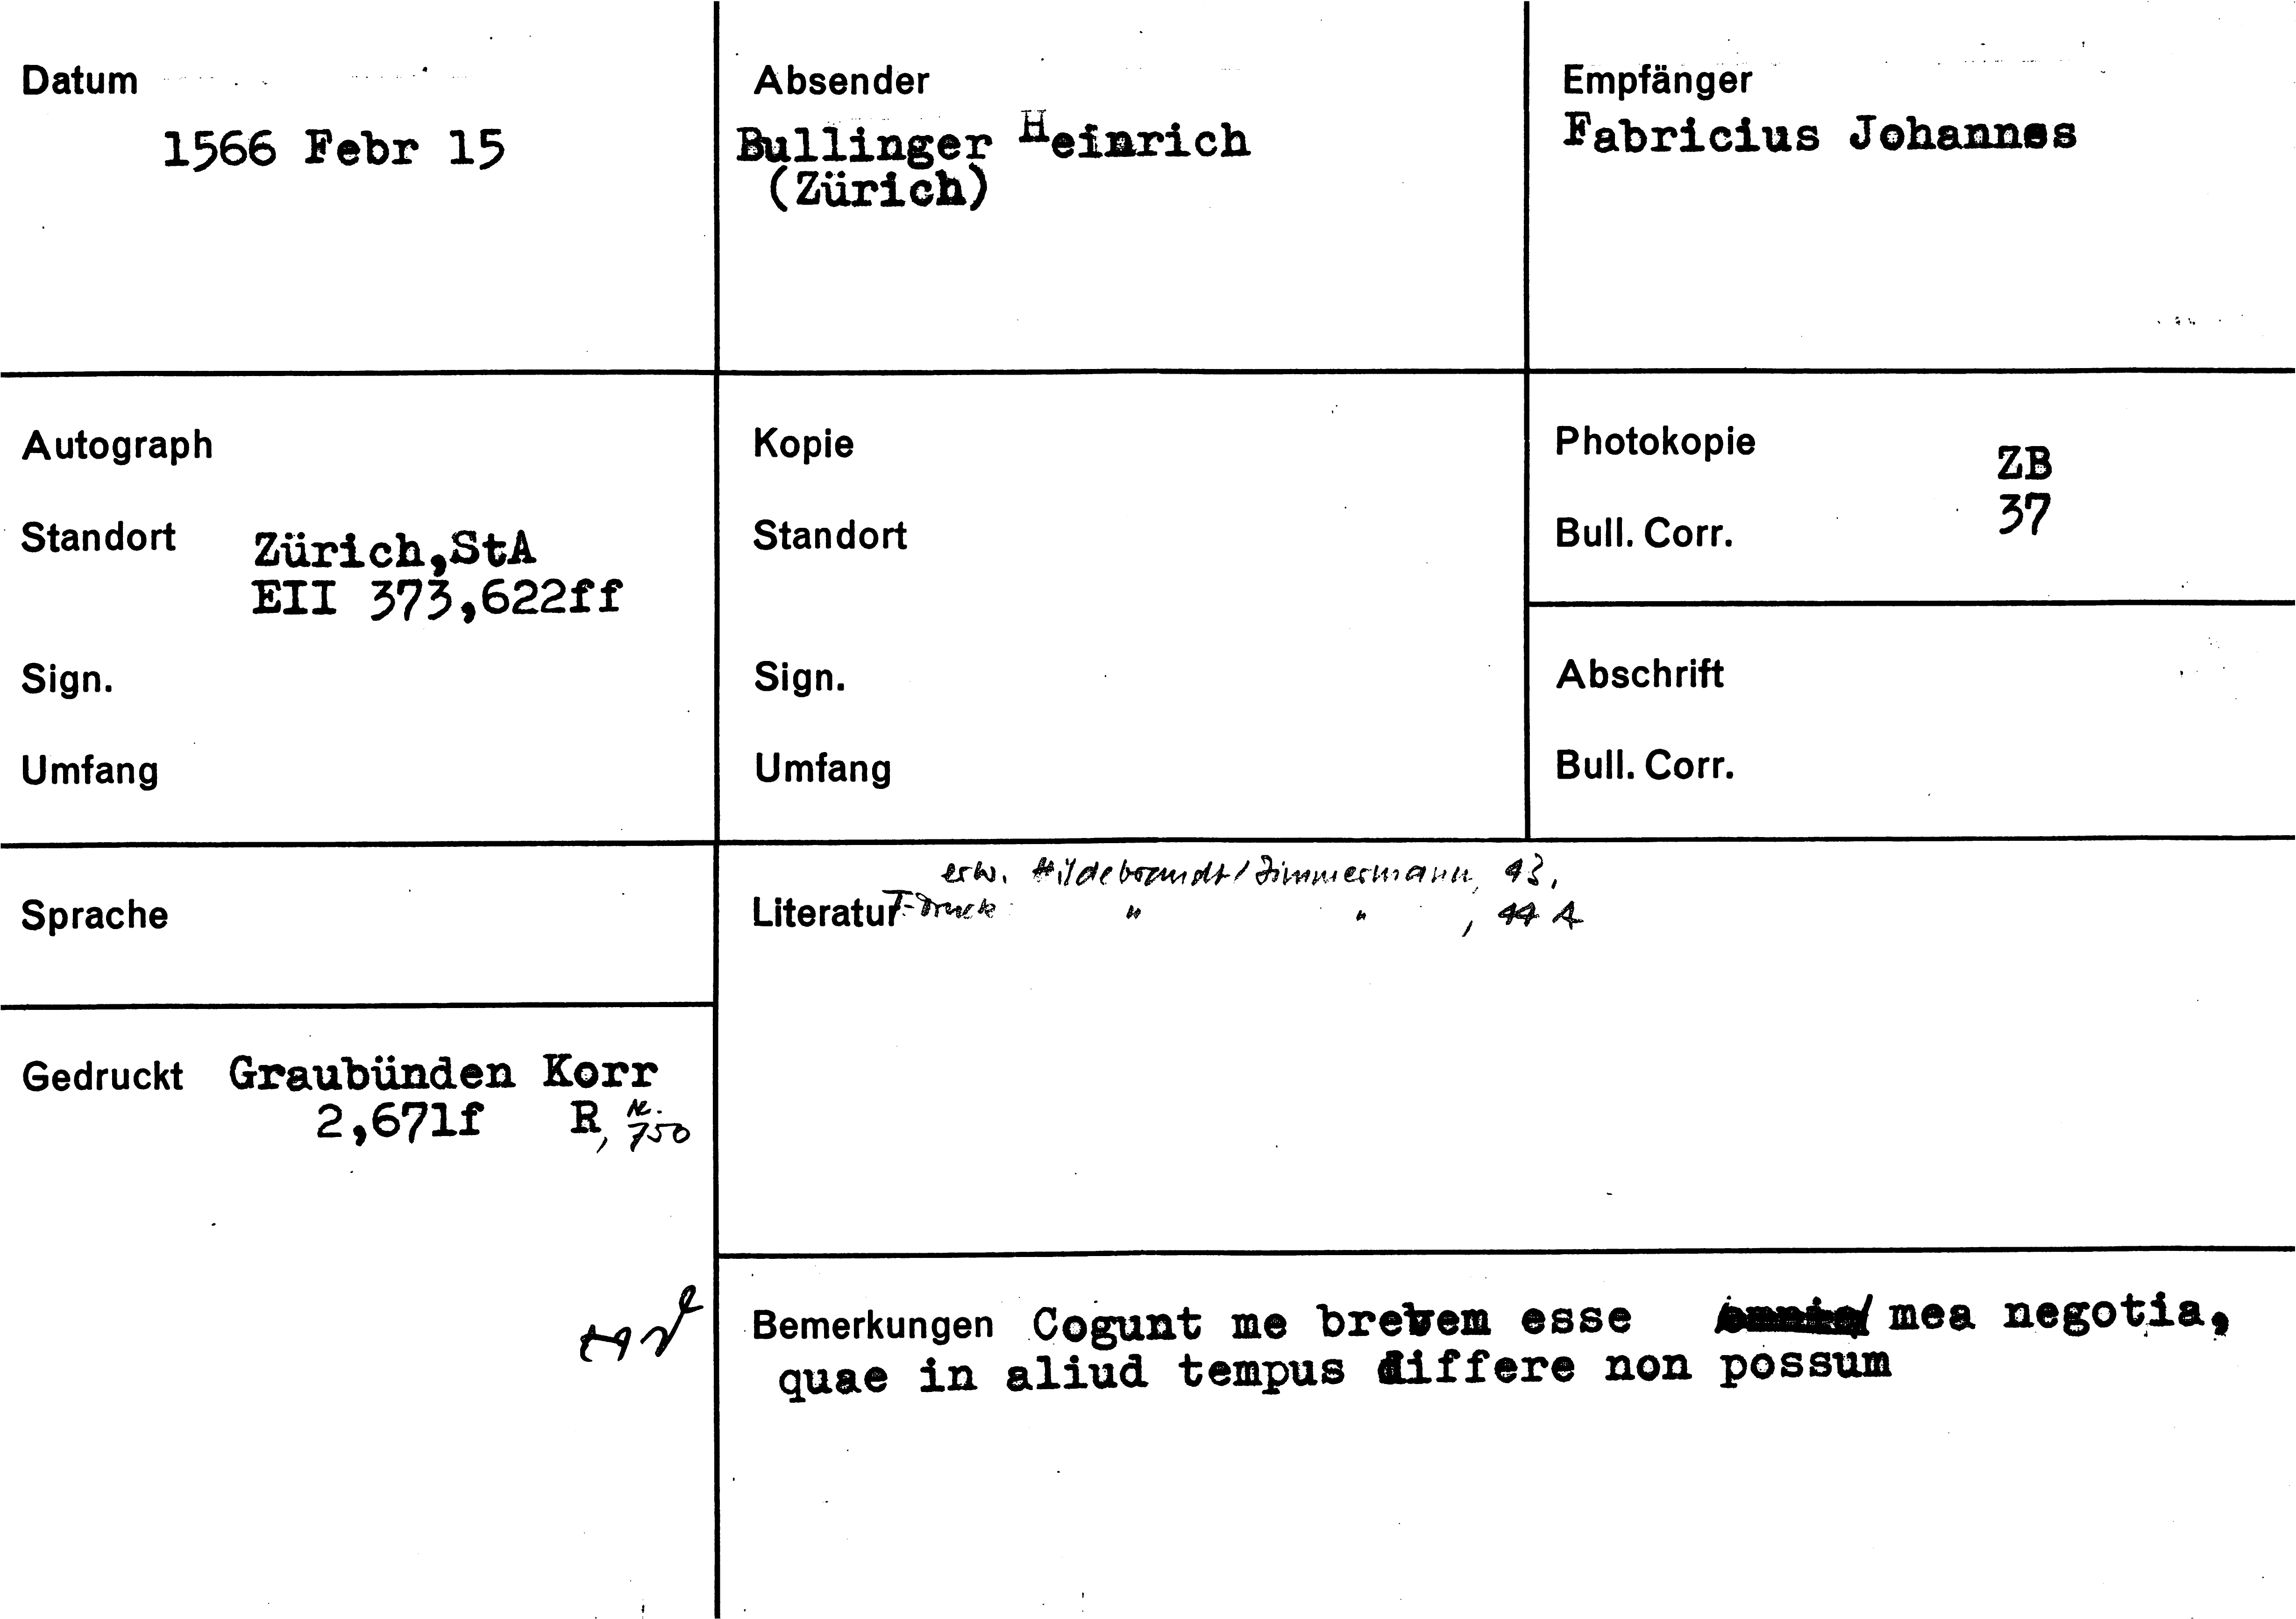 Datum
1566 Febr 15
Absender
Bullinger Heinrich
(Zürich)
Empfänger
Fabricius Johannes
Autograph
Standort Zürich,StA
EII 373,622ff
Sign.
Umfang
Kopie
Standort
Sign.
Umfang
Photokopie ZB
Bull. Corr. 37
Abschrift
Bull. Corr.
Sprache
erw. Hildebrandt/Zimmermann, 43,
Literatur T-Druck " " , 44 A
Gedruckt Graubünden Korr
2,671f R, Nr. 750
Bemerkungen Cogunt me brevem esse mea negotia,
quae in aliud tempus differe non possum